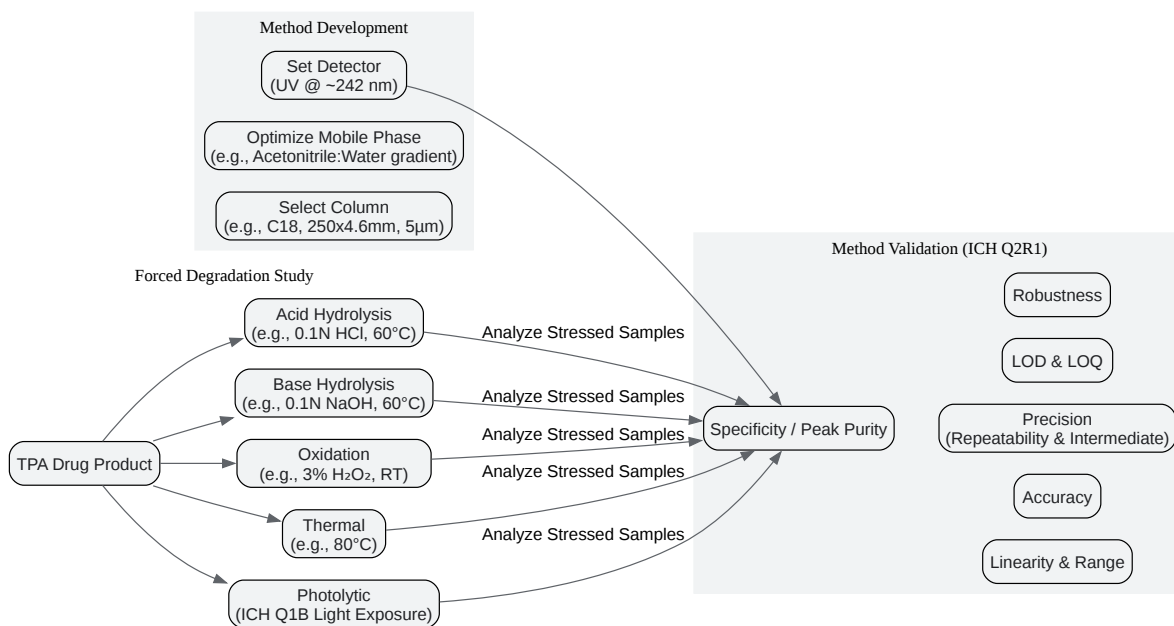 Method Development
Set Detector
(UV @ ~242 nm)
Optimize Mobile Phase
(e.g., Acetonitrile:Water gradient)
Select Column
(e.g., C18, 250x4.6mm, 5µm)
Forced Degradation Study
TPA Drug Product
Acid Hydrolysis
(e.g., 0.1N HCl, 60°C)
Base Hydrolysis
(e.g., 0.1N NaOH, 60°C)
Oxidation
(e.g., 3% H₂O₂, RT)
Thermal
(e.g., 80°C)
Photolytic
(ICH Q1B Light Exposure)
Analyze Stressed Samples
Analyze Stressed Samples
Analyze Stressed Samples
Analyze Stressed Samples
Analyze Stressed Samples
Method Validation (ICH Q2R1)
Specificity / Peak Purity
Robustness
LOD & LOQ
Precision
(Repeatability & Intermediate)
Accuracy
Linearity & Range